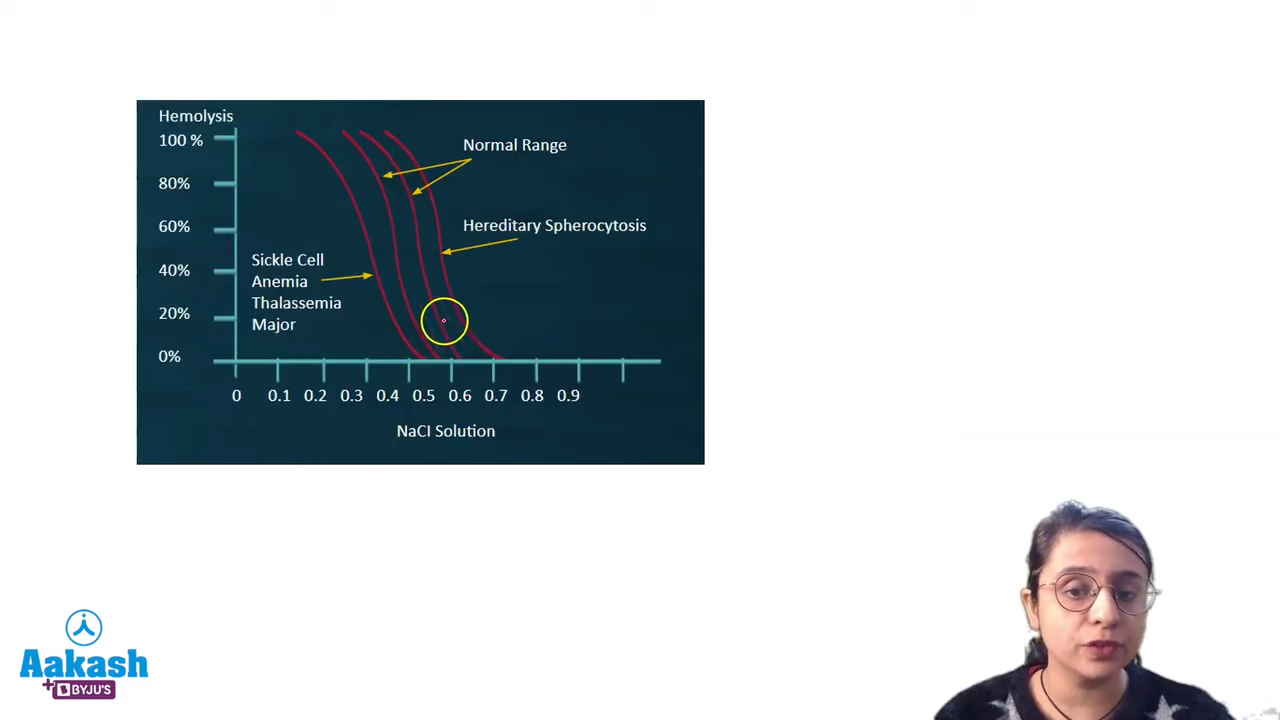 Hemolysis
100 %
80%
60%
40%
20%
0%
Normal Range
Hereditary Spherocytosis
Sickle Cell
Anemia
Thalassemia
Major
0 0.1 0.2 0.3 0.4 0.5 0.6 0.7 0.8 0.9
NaCl Solution
Aakash
+ BYJU'S